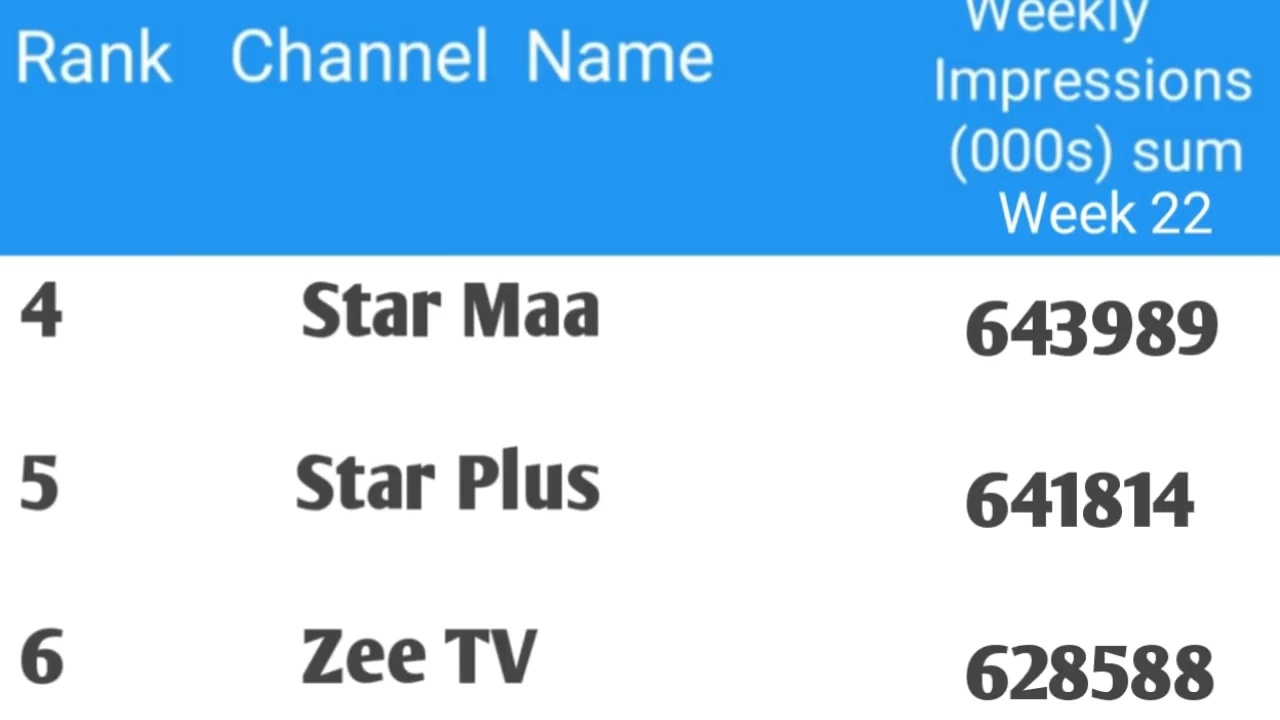 Rank Channel Name Weekly
Impressions
(000s) sum
Week 22
4 Star Maa 643989
5 Star Plus 641814
6 Zee TV 628588